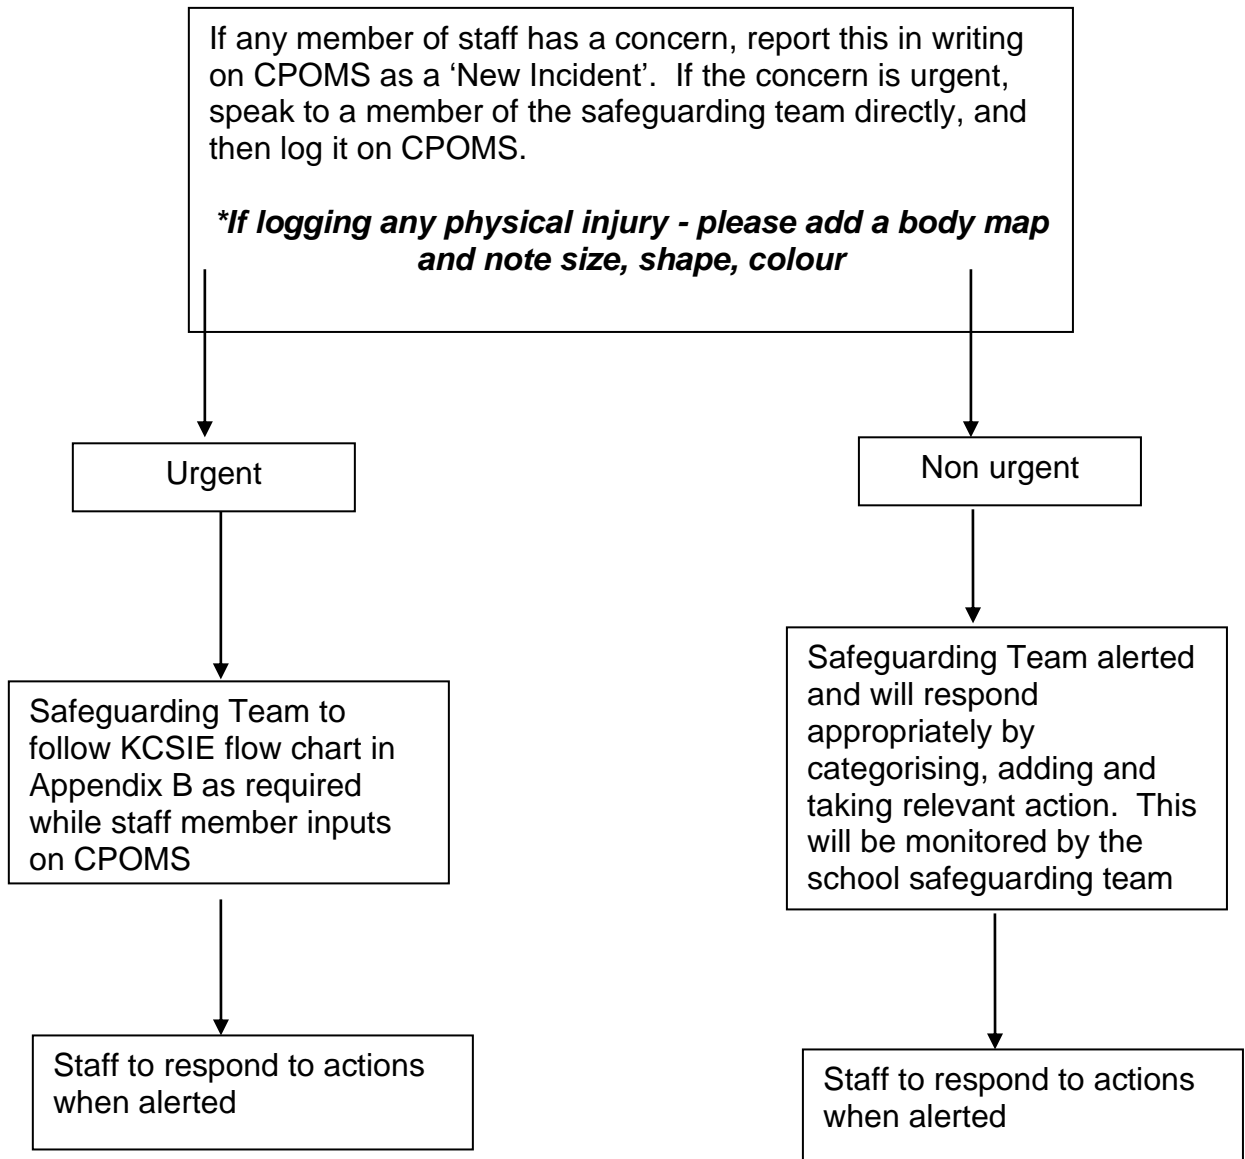 If any member of staff has a concern, report this in writing
on CPOMS as a ‘New Incident’.  If the concern is urgent,
speak to a member of the safeguarding team directly, and
then log it on CPOMS.
*If logging any physical injury - please add a body map
and note size, shape, colour
Urgent
Non urgent
Safeguarding Team to
follow KCSIE flow chart in
Appendix B as required
while staff member inputs
on CPOMS
Safeguarding Team alerted
and will respond
appropriately by
categorising, adding and
taking relevant action.  This
will be monitored by the
school safeguarding team
Staff to respond to actions
when alerted
Staff to respond to actions
when alerted